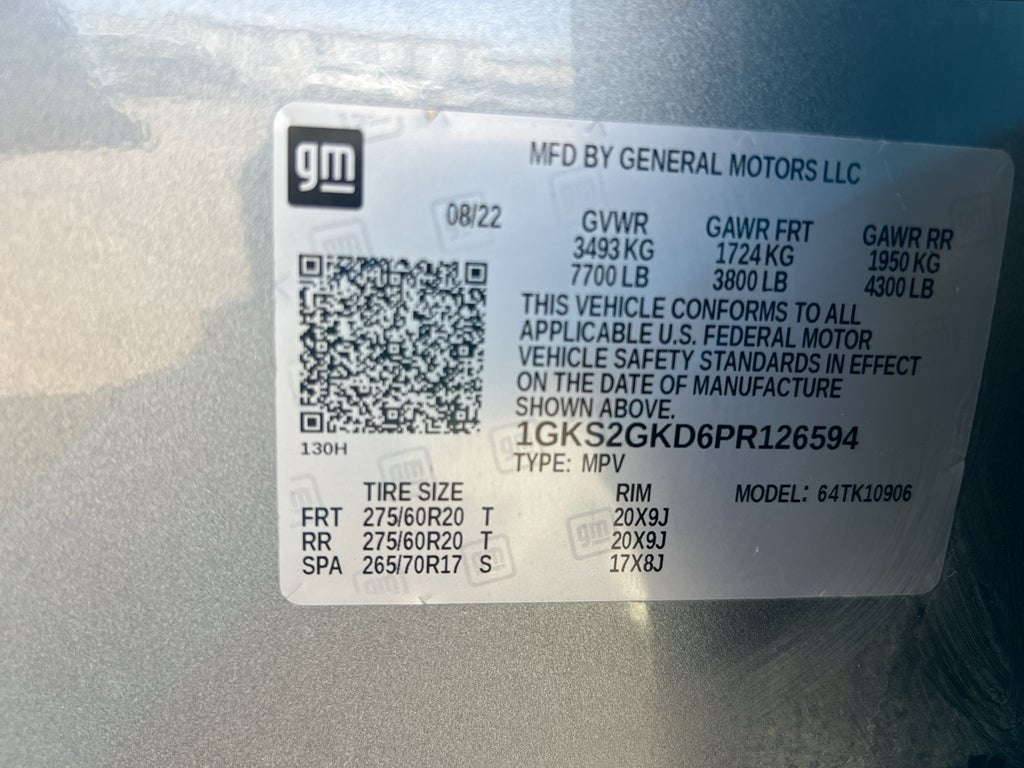 gm
MFD BY GENERAL MOTORS LLC
08/22
GVWR GAWR FRT GAWR RR
3493 KG 1724 KG 1950 KG
7700 LB 3800 LB 4300 LB
THIS VEHICLE CONFORMS TO ALL
APPLICABLE U.S. FEDERAL MOTOR
VEHICLE SAFETY STANDARDS IN EFFECT
ON THE DATE OF MANUFACTURE
SHOWN ABOVE.
1GKS2GKD6PR126594
130H
TYPE: MPV
TIRE SIZE RIM MODEL: 64TK10906
FRT 275/60R20 T 20X9J
RR 275/60R20 T 20X9J
SPA 265/70R17 S 17X8J